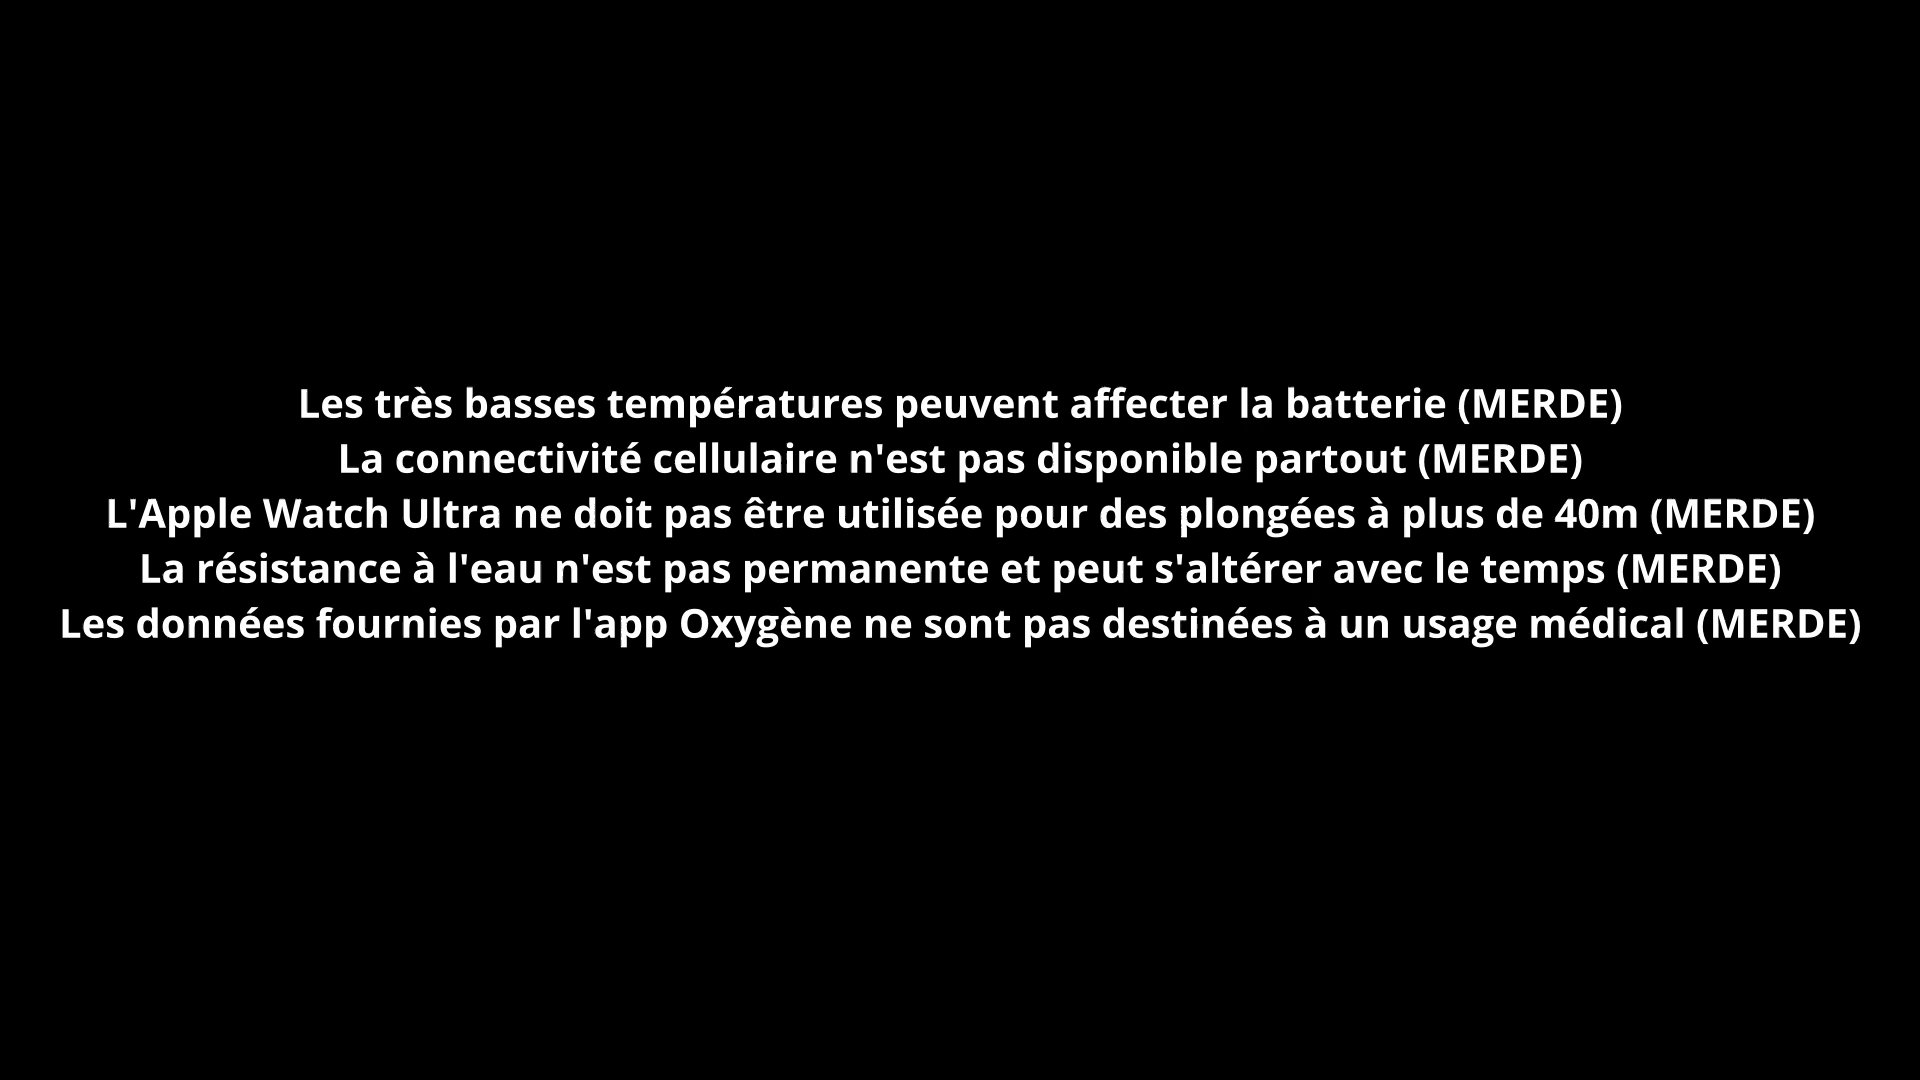 Les très basses températures peuvent affecter la batterie (MERDE)
La connectivité cellulaire n'est pas disponible partout (MERDE)
L'Apple Watch Ultra ne doit pas être utilisée pour des plongées à plus de 40m (MERDE)
La résistance à l'eau n'est pas permanente et peut s'altérer avec le temps (MERDE)
Les données fournies par l'app Oxygène ne sont pas destinées à un usage médical (MERDE)